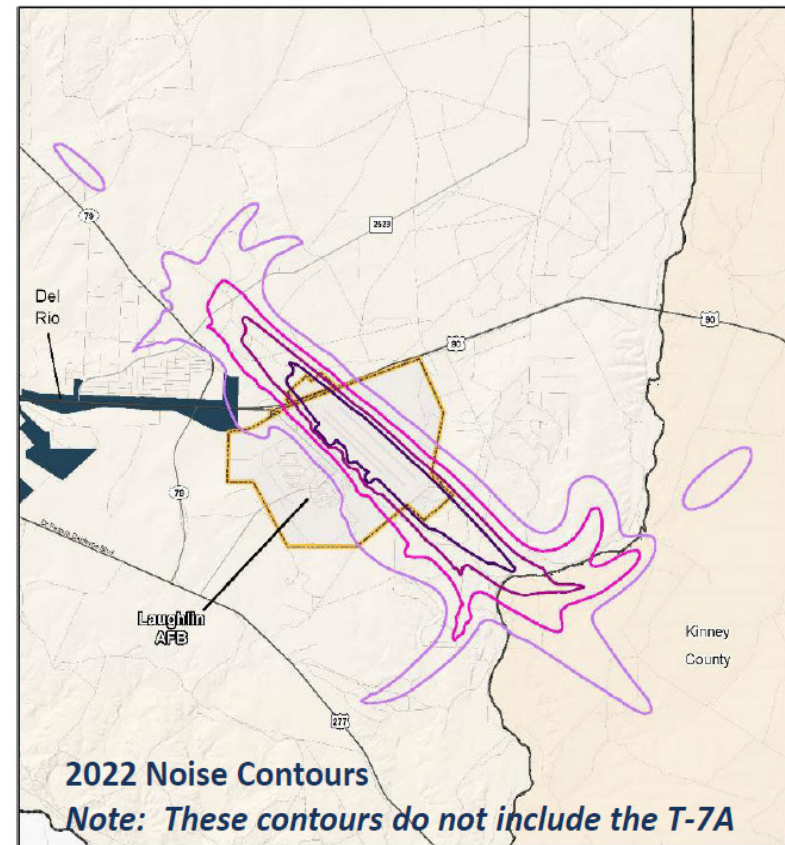 79
2523
Del
Rio
90
90
79
Laughlin
AFB
Kinney
County
277
2022 Noise Contours
Note: These contours do not include the T-7A